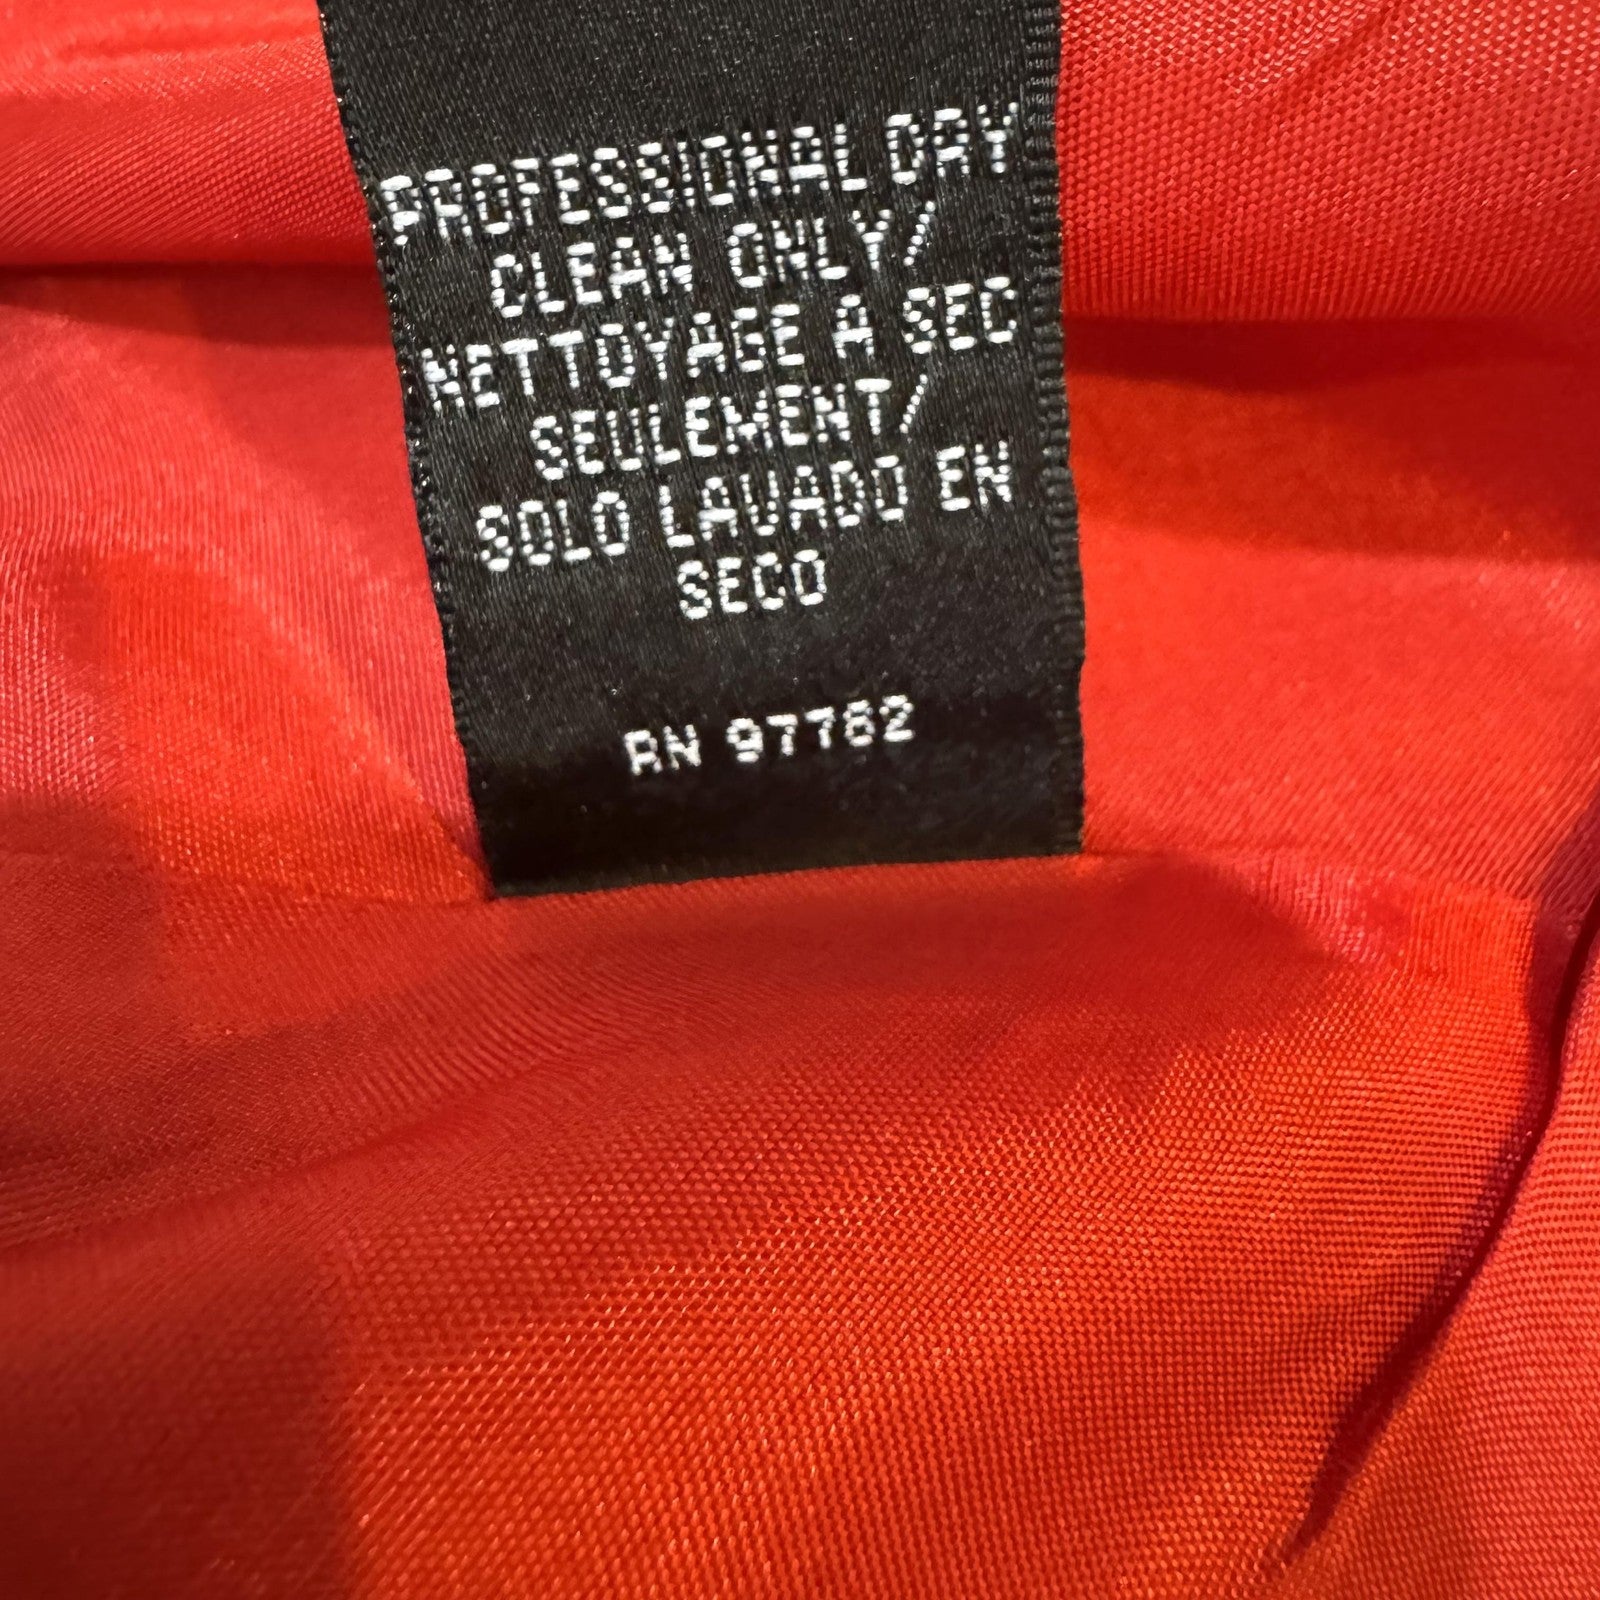 PROFESSIONAL DRY
CLEAN ONLY/
NETTOYAGE A SEC
SEULEMENT/
SOLO LAVADO EN
SECO
RN 97762